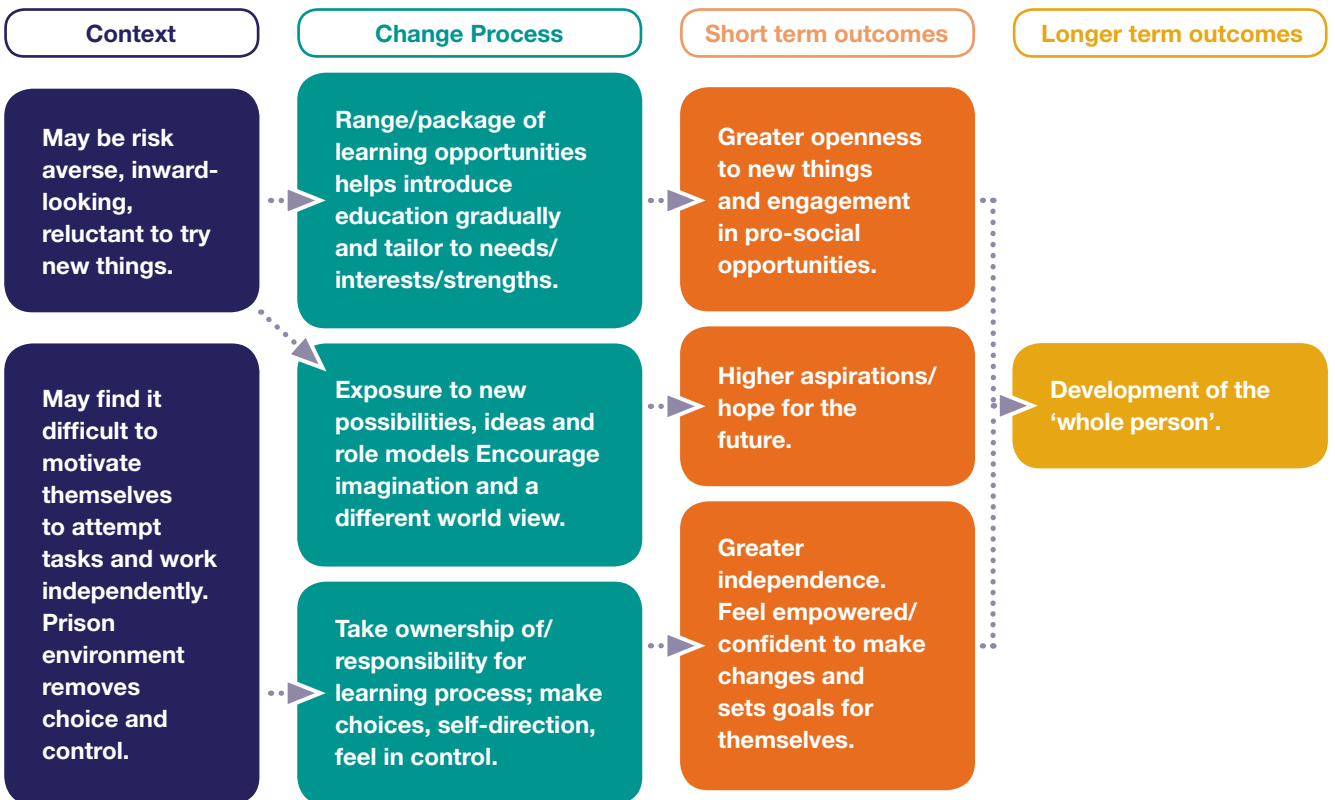 Context
Change Process
Short term outcomes
Longer term outcomes
May be risk
averse, inward-
looking,
reluctant to try
new things.
May find it
difficult to
motivate
themselves
to attempt
tasks and work
independently.
Prison
environment
removes
choice and
control.
Range/package of
learning opportunities
helps introduce
education gradually
and tailor to needs/
interests/strengths.
Exposure to new
possibilities, ideas and
role models Encourage
imagination and a
different world view.
Take ownership of/
responsibility for
learning process; make
choices, self-direction,
feel in control.
Greater openness
to new things
and engagement
in pro-social
opportunities.
Higher aspirations/
hope for the
future.
Greater
independence.
Feel empowered/
confident to make
changes and
sets goals for
themselves.
Development of the
‘whole person’.